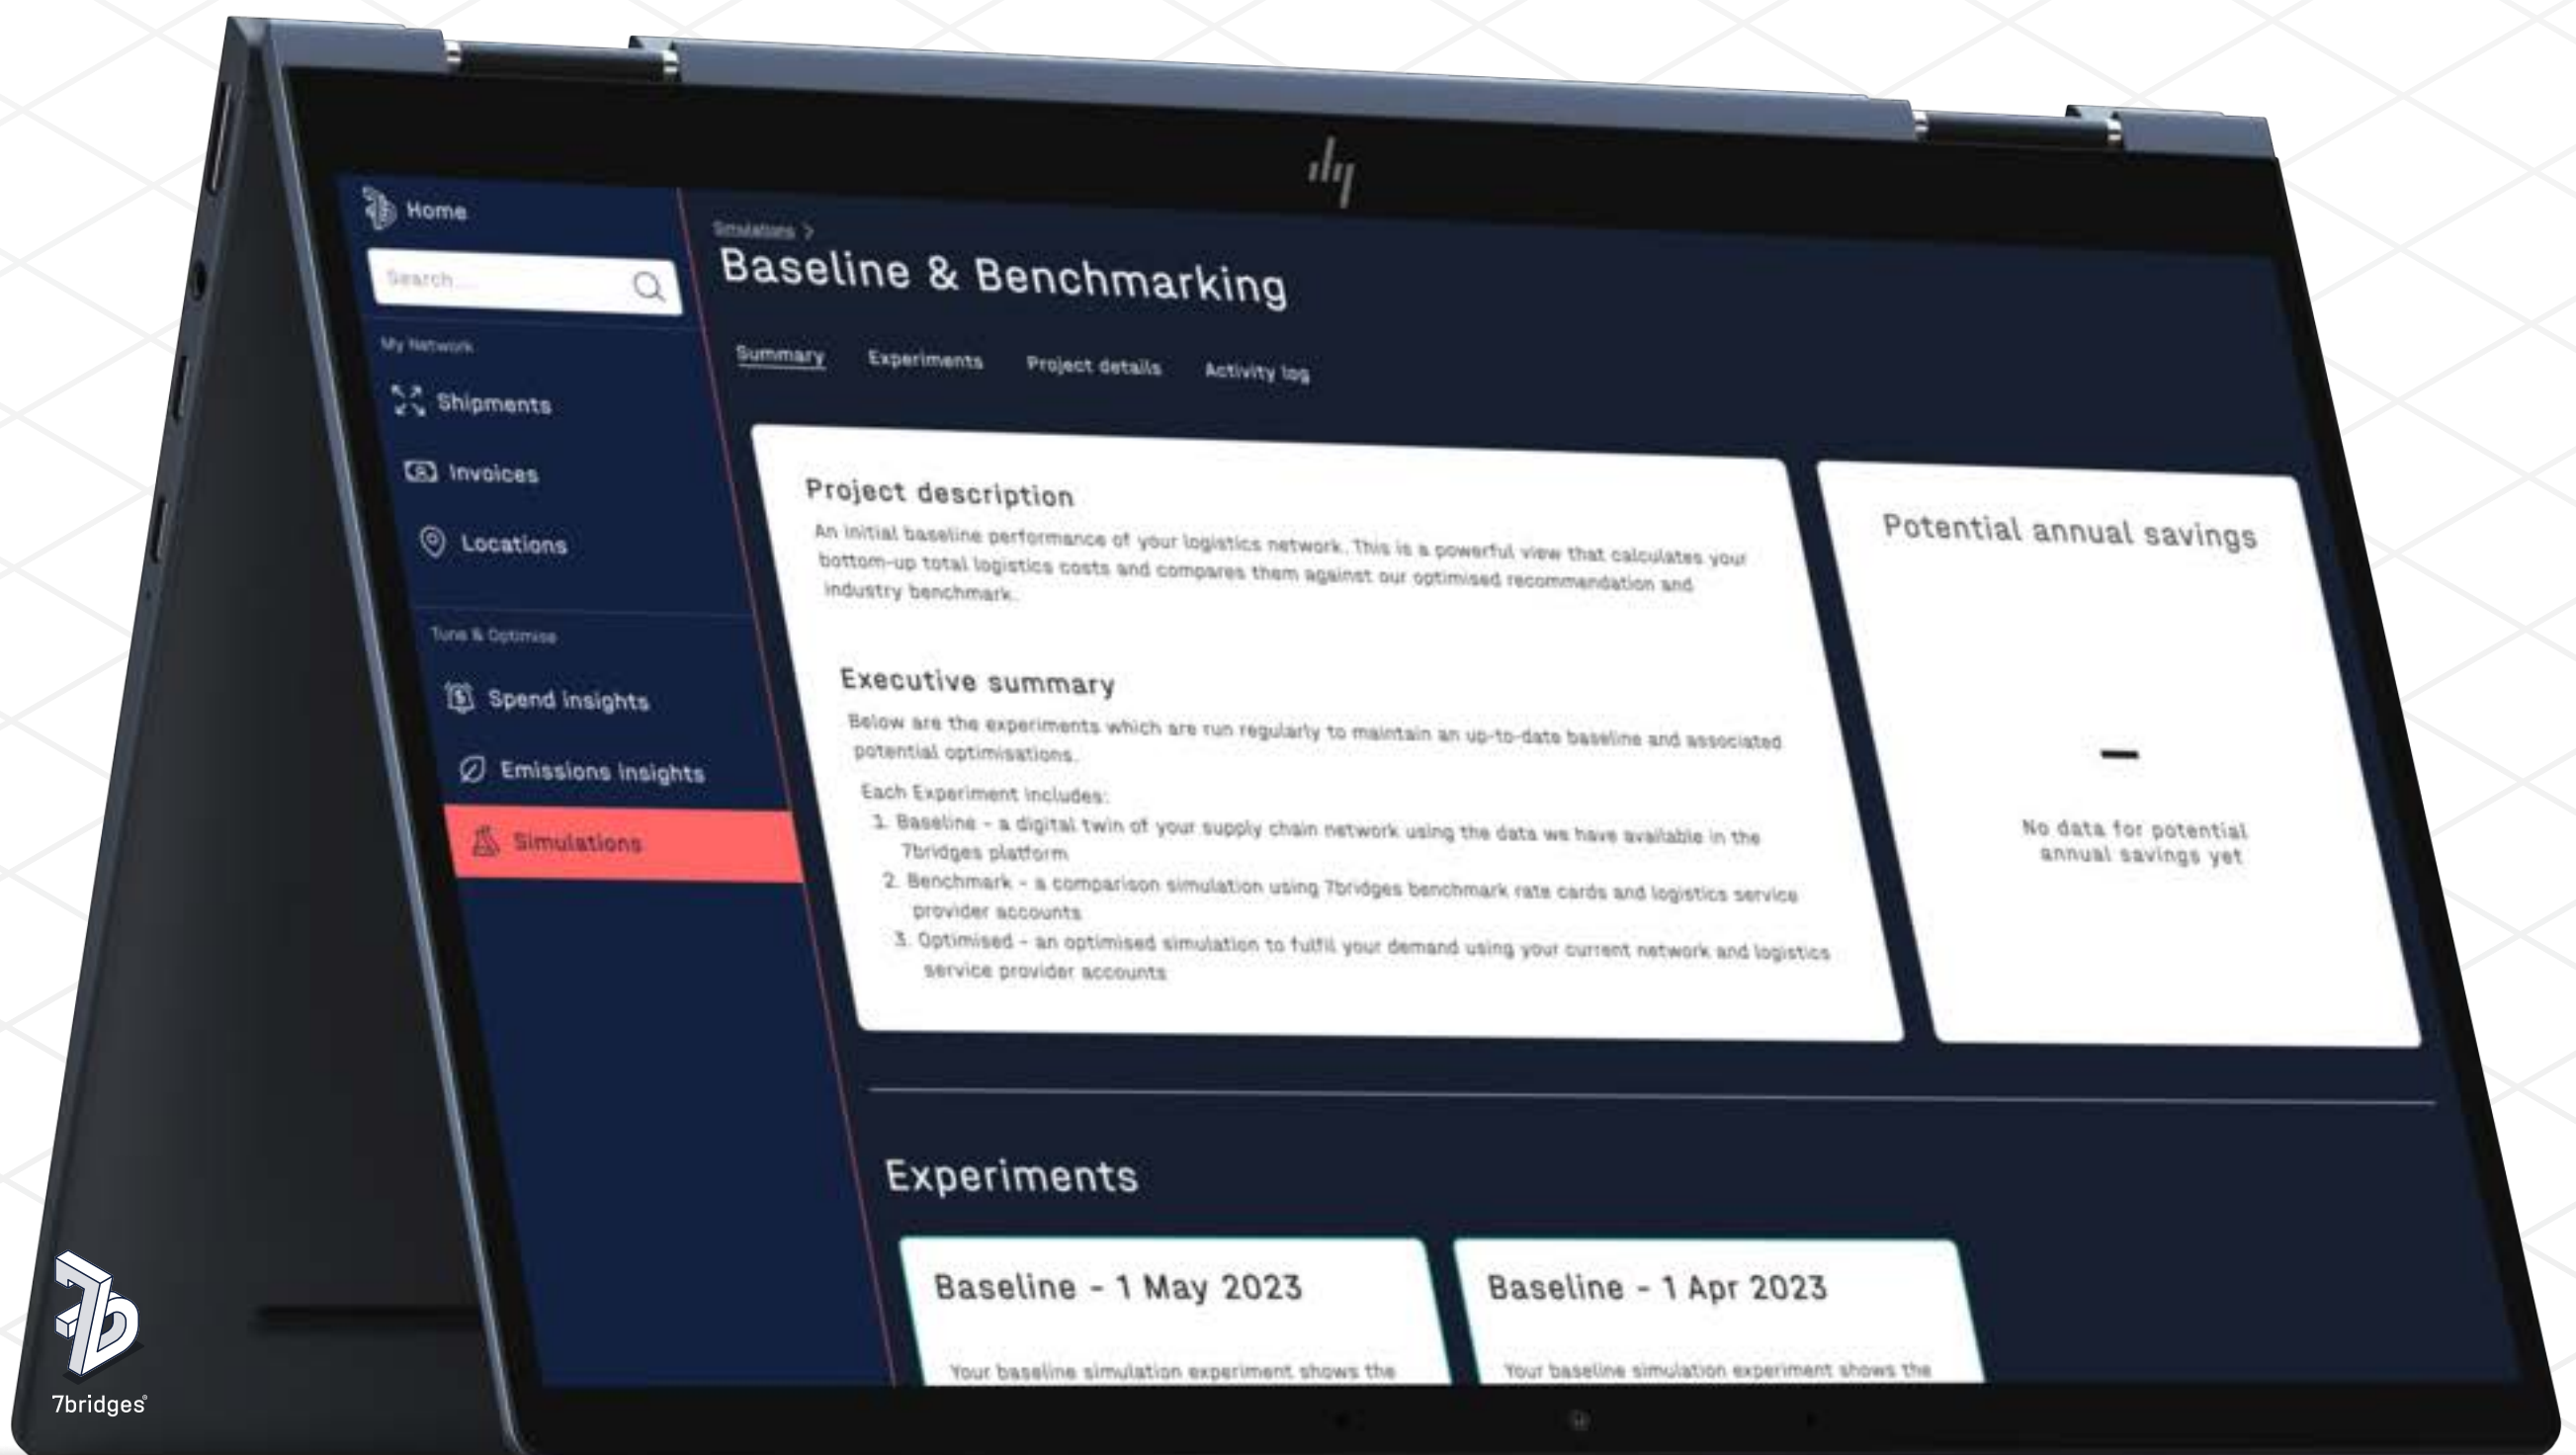 Home
Search...
My Network
Shipments
Invoices
Locations
Tune & Optimise
Spend insights
Emissions insights
Simulations
Simulations >
Baseline & Benchmarking
Summary Experiments Project details Activity log
Project description
An initial baseline performance of your logistics network. This is a powerful view that calculates your
bottom-up total logistics costs and compares them against our optimised recommendation and
industry benchmark.
Executive summary
Below are the experiments which are run regularly to maintain an up-to-date baseline and associated
potential optimisations.
Each Experiment includes:
1. Baseline - a digital twin of your supply chain network using the data we have available in the
7bridges platform
2. Benchmark - a comparison simulation using 7bridges benchmark rate cards and logistics service
provider accounts
3. Optimised - an optimised simulation to fulfil your demand using your current network and logistics
service provider accounts
Potential annual savings
–
No data for potential
annual savings yet
Experiments
Baseline - 1 May 2023
Your baseline simulation experiment shows the
Baseline - 1 Apr 2023
Your baseline simulation experiment shows the
hp
7b
7bridges®